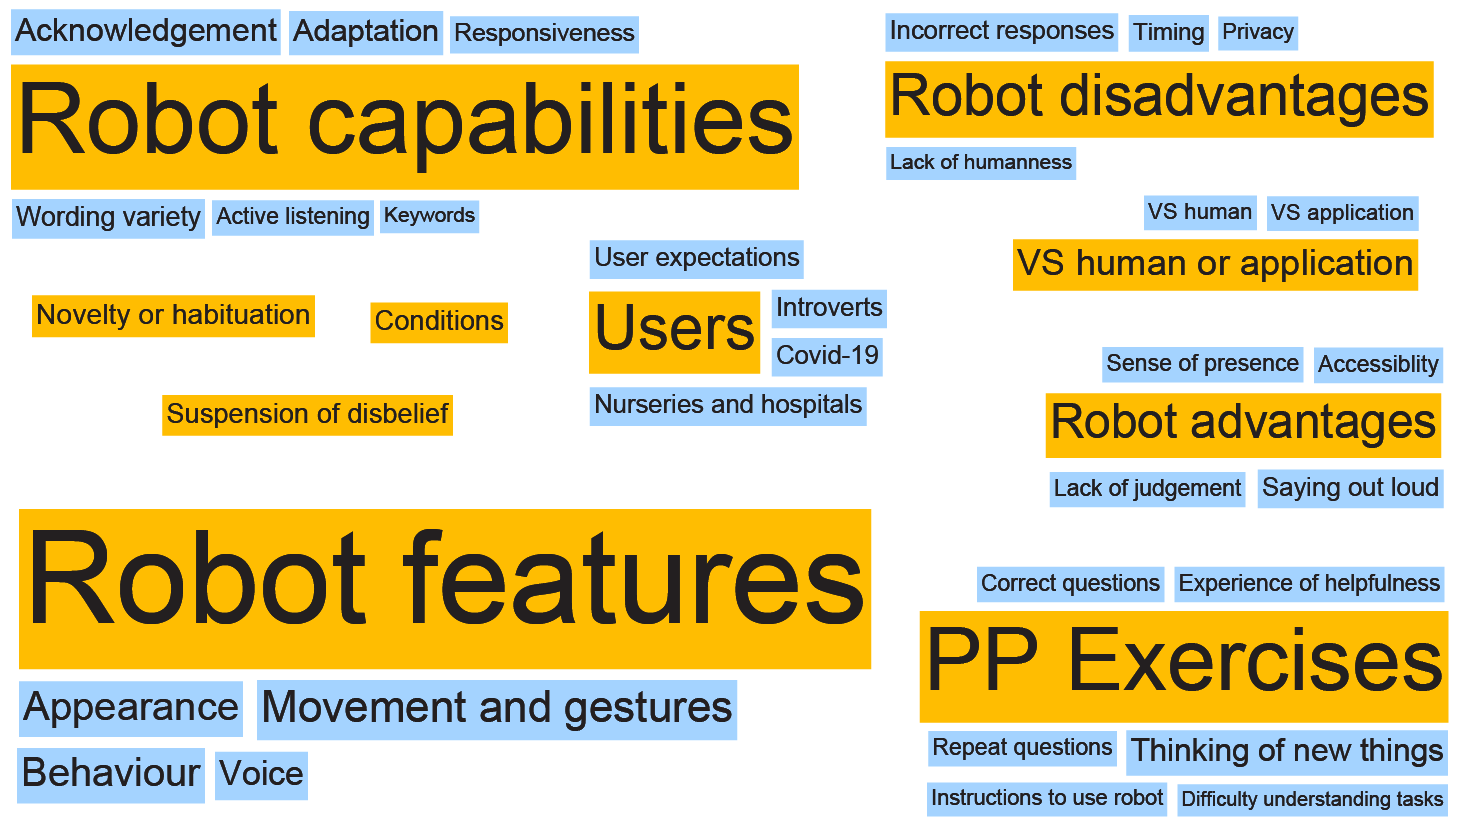 Acknowledgement Adaptation Responsiveness
Robot capabilities
Wording variety Active listening Keywords
Incorrect responses Timing Privacy
Robot disadvantages
Lack of humanness
VS human VS application
VS human or application
Novelty or habituation
Conditions
Suspension of disbelief
User expectations
Users
Introverts
Covid-19
Nurseries and hospitals
Sense of presence Accessiblity
Robot advantages
Lack of judgement Saying out loud
Robot features
Appearance Movement and gestures
Behaviour Voice
Correct questions Experience of helpfulness
PP Exercises
Repeat questions Thinking of new things
Instructions to use robot Difficulty understanding tasks